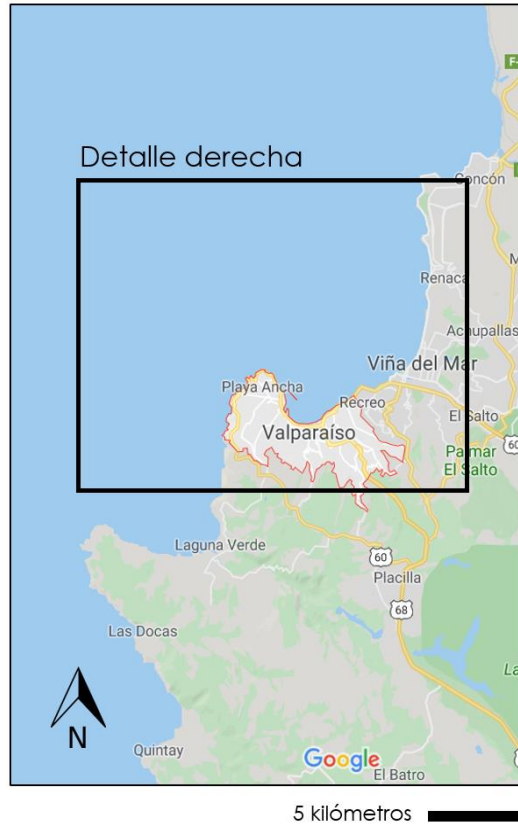 Detalle derecha
F-
Concón
M
Renaca
Achupallas
Viña del Mar
Playa Ancha
Recreo
El Salto
Valparaíso
60
Palmar
El Salto
Laguna Verde
60
Placilla
68
Las Docas
La
N
Quintay
Google
El Batro
5 kilómetros